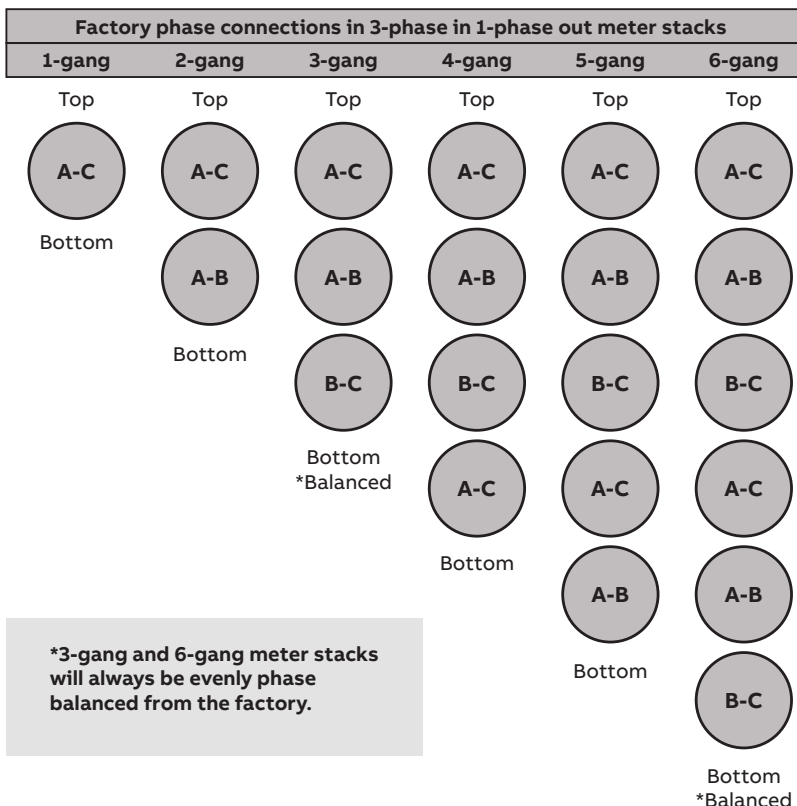 Factory phase connections in 3-phase in 1-phase out meter stacks
1-gang 2-gang 3-gang 4-gang 5-gang 6-gang
Top Top Top Top Top Top
A-C A-C A-C A-C A-C A-C
Bottom
A-B A-B A-B A-B A-B
Bottom
B-C B-C B-C B-C
Bottom
*Balanced
A-C A-C A-C
Bottom
A-B A-B
*3-gang and 6-gang meter stacks
will always be evenly phase
balanced from the factory.
Bottom
B-C
Bottom
*Balanced